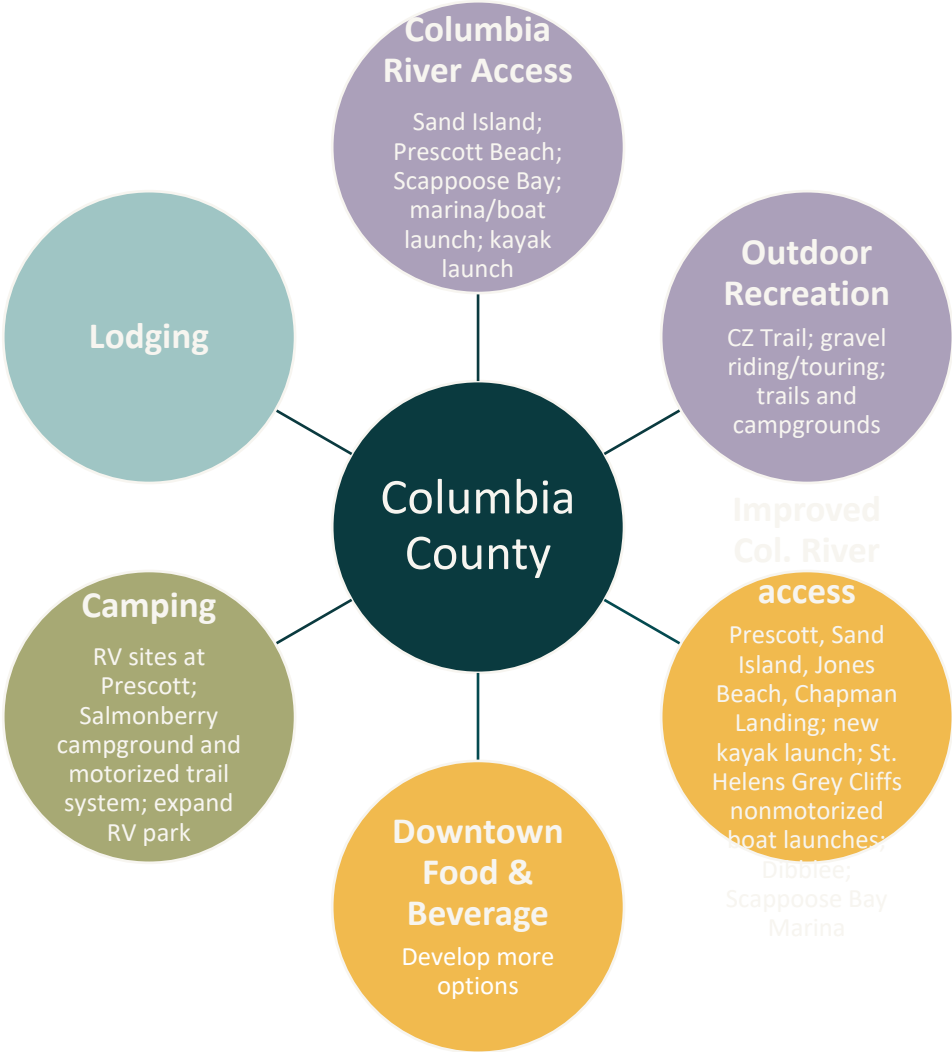 Columbia
River Access
Sand Island;
Prescott Beach;
Scappoose Bay;
marina/boat
launch; kayak
launch
Outdoor
Recreation
CZ Trail; gravel
riding/touring;
trails and
campgrounds
Improved
Col. River
access
Prescott, Sand
Island, Jones
Beach, Chapman
Landing; new
kayak launch; St.
Helens Grey Cliffs
nonmotorized
boat launches;
Dibblee;
Scappoose Bay
Marina
Downtown
Food &
Beverage
Develop more
options
Camping
RV sites at
Prescott;
Salmonberry
campground and
motorized trail
system; expand
RV park
Lodging
Columbia
County